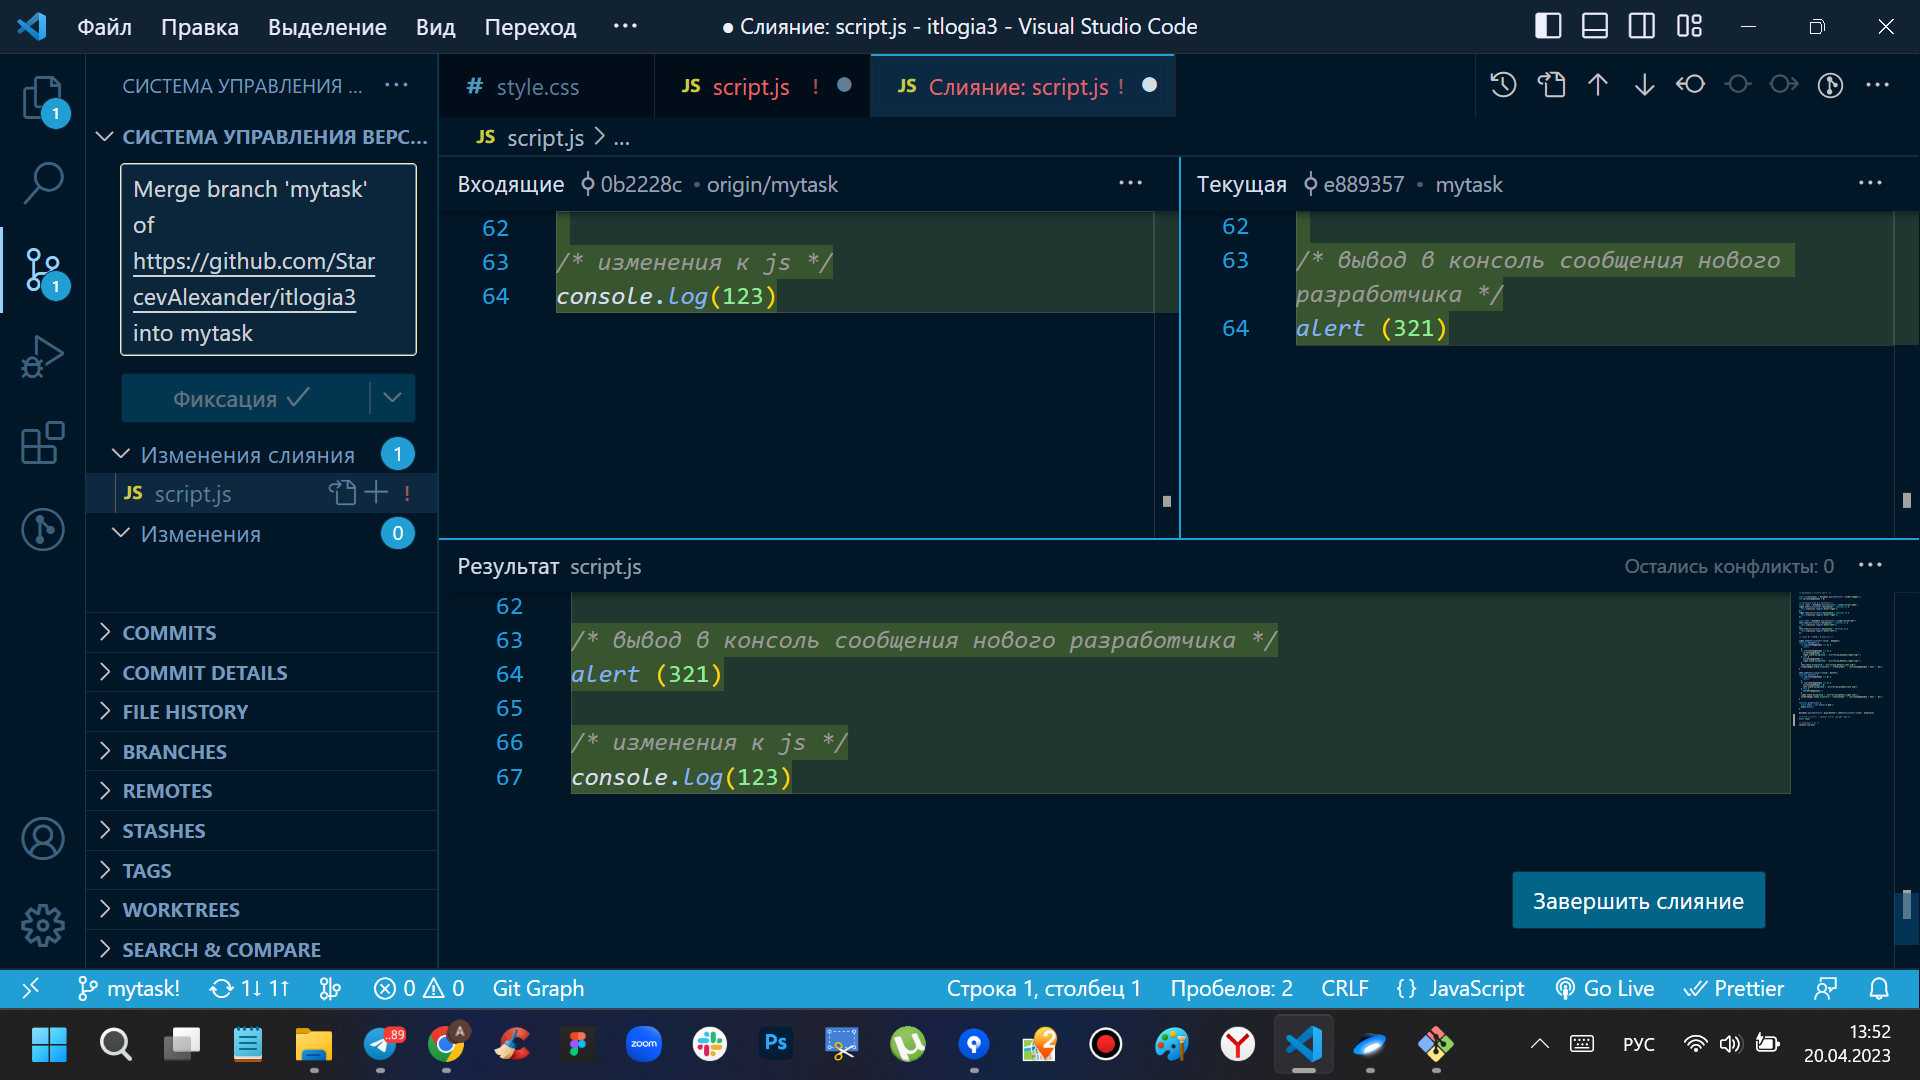 Файл Правка Выделение Вид Переход ··· ● Слияние: script.js - itlogia3 - Visual Studio Code
СИСТЕМА УПРАВЛЕНИЯ ... ···
# style.css JS script.js ! JS Слияние: script.js !
СИСТЕМА УПРАВЛЕНИЯ ВЕРС...
JS script.js > ...
Merge branch 'mytask'
of
https://github.com/Star
cevAlexander/itlogia3
into mytask
Фиксация
Изменения слияния 1
JS script.js !
Изменения 0
COMMITS
COMMIT DETAILS
FILE HISTORY
BRANCHES
REMOTES
STASHES
TAGS
WORKTREES
SEARCH & COMPARE
1
1
Входящие 0b2228c • origin/mytask ···
62
63 /* изменения к js */
64 console.log(123)
Текущая e889357 • mytask ···
62
63 /* вывод в консоль сообщения нового
разработчика */
64 alert (321)
Результат script.js Остались конфликты: 0 ···
62
63 /* вывод в консоль сообщения нового разработчика */
64 alert (321)
65
66 /* изменения к js */
67 console.log(123)
Завершить слияние
mytask! 1↓ 1↑ 0 0 Git Graph Строка 1, столбец 1 Пробелов: 2 CRLF {} JavaScript Go Live Prettier
..89 A zoom Ps 2 РУС 13:52
20.04.2023